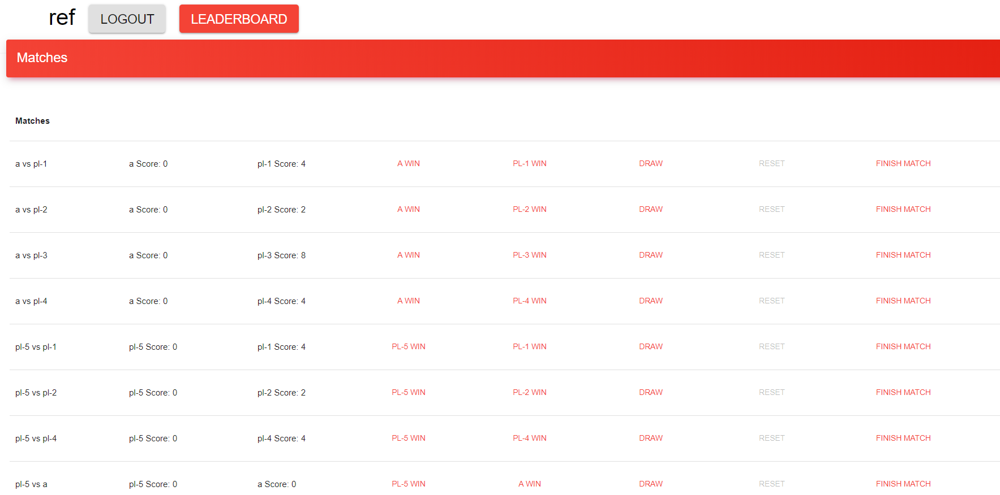 ref LOGOUT LEADERBOARD
Matches
Matches
a vs pl-1 a Score: 0 pl-1 Score: 4 A WIN PL-1 WIN DRAW RESET FINISH MATCH
a vs pl-2 a Score: 0 pl-2 Score: 2 A WIN PL-2 WIN DRAW RESET FINISH MATCH
a vs pl-3 a Score: 0 pl-3 Score: 8 A WIN PL-3 WIN DRAW RESET FINISH MATCH
a vs pl-4 a Score: 0 pl-4 Score: 4 A WIN PL-4 WIN DRAW RESET FINISH MATCH
pl-5 vs pl-1 pl-5 Score: 0 pl-1 Score: 4 PL-5 WIN PL-1 WIN DRAW RESET FINISH MATCH
pl-5 vs pl-2 pl-5 Score: 0 pl-2 Score: 2 PL-5 WIN PL-2 WIN DRAW RESET FINISH MATCH
pl-5 vs pl-4 pl-5 Score: 0 pl-4 Score: 4 PL-5 WIN PL-4 WIN DRAW RESET FINISH MATCH
pl-5 vs a pl-5 Score: 0 a Score: 0 PL-5 WIN A WIN DRAW RESET FINISH MATCH